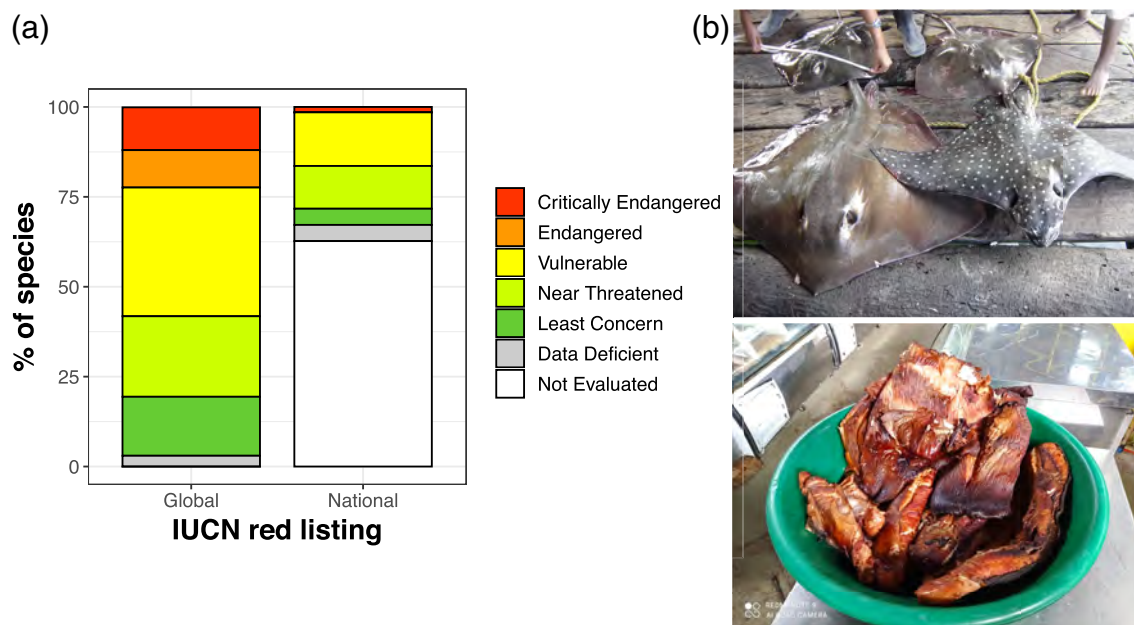 (a)
(b)
100
75
50
25
0
% of species
Global
National
IUCN red listing
Critically Endangered
Endangered
Vulnerable
Near Threatened
Least Concern
Data Deficient
Not Evaluated